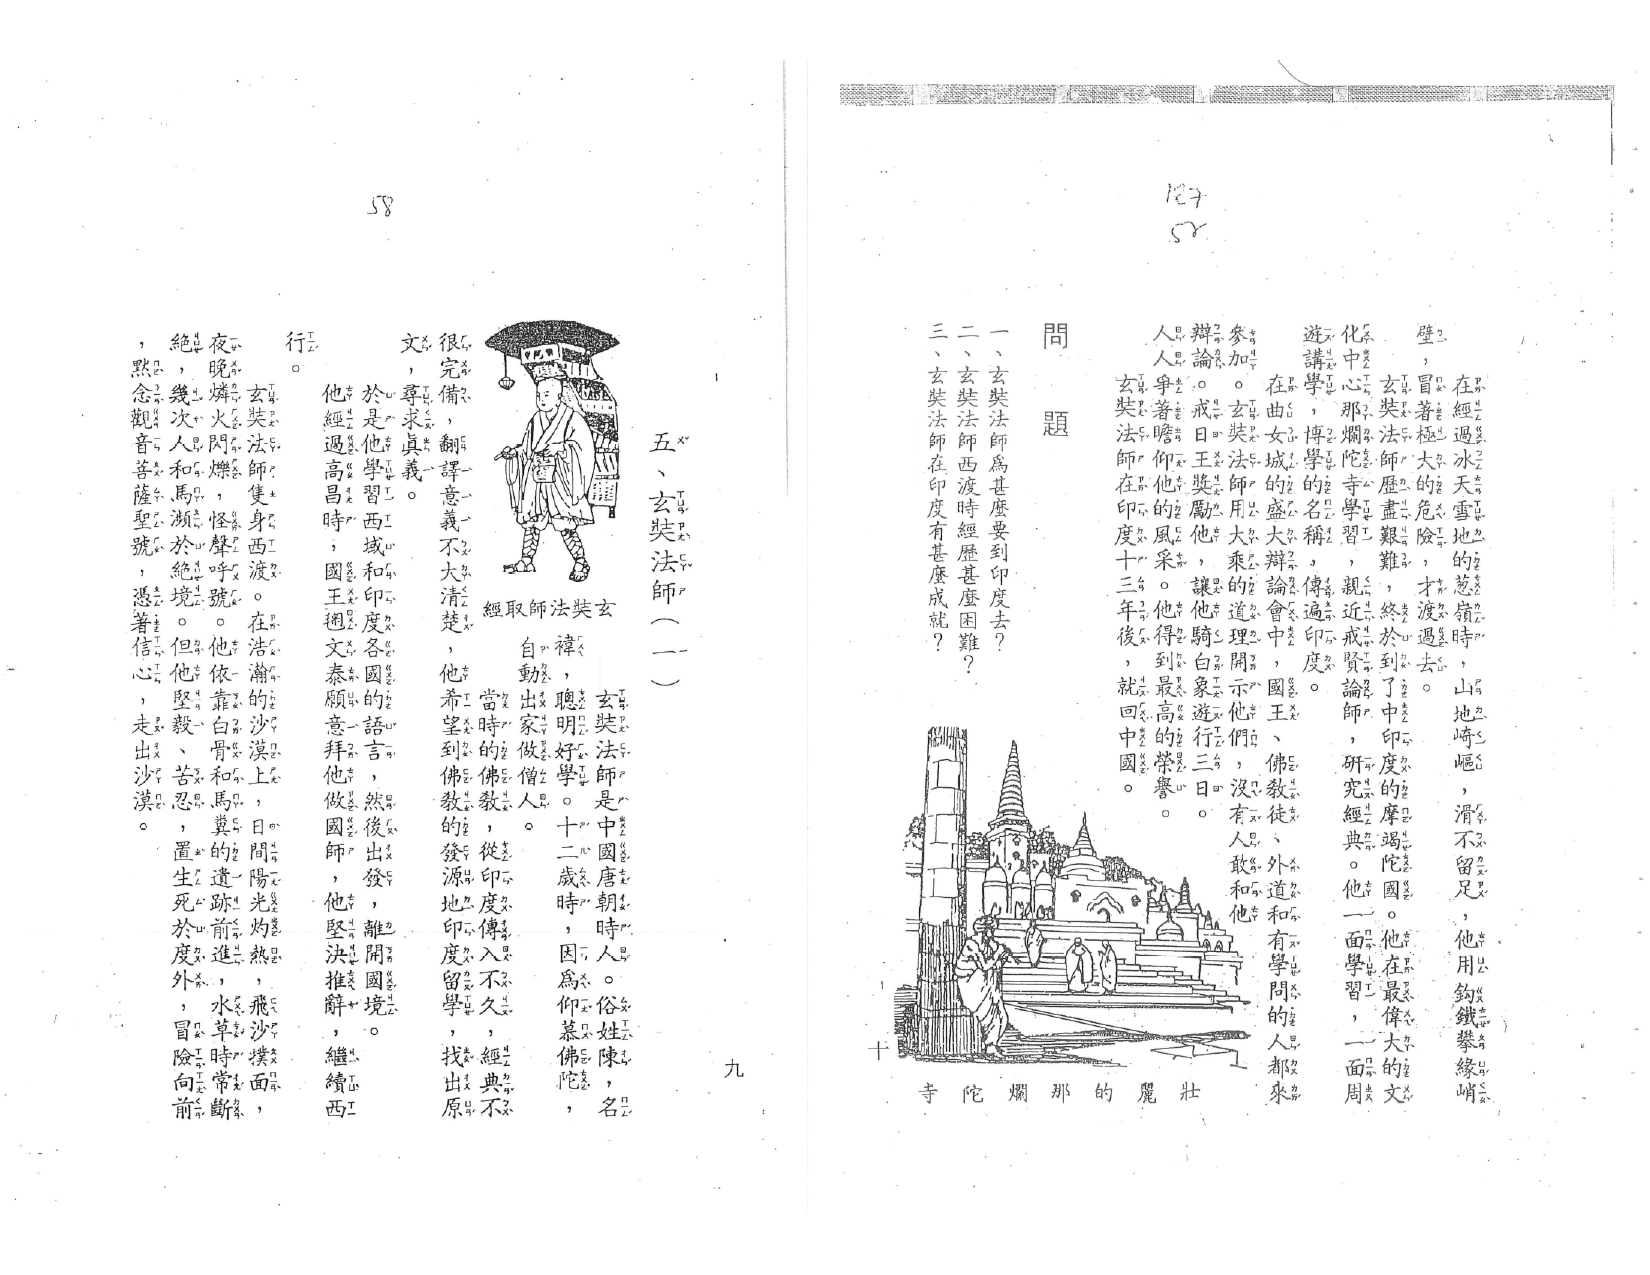 58
五、玄奘法師(一)
玄奘法師取經
玄奘法師是中國唐朝時人。俗姓陳,名
褘,聰明好學。十二歲時,因爲仰慕佛陀,
自動出家做僧人。
當時的佛教,從印度傳入不久,經典不
很完備,翻譯意義不大清楚,他希望到佛教的發源地印度留學,找出原
文,尋求眞義。
於是他學習西域和印度各國的語言,然後出發,離開國境。
他經過高昌時,國王麴文泰願意拜他做國師,他堅決推辭,繼續西
行。
玄奘法師隻身西渡。在浩瀚的沙漠上,日間陽光灼熱,飛沙撲面,
夜晚燐火閃爍,怪聲呼號。他依靠白骨和馬糞的遺跡前進,水草時常斷
絕,幾次人和馬瀕於絕境。但他堅毅、苦忍,置生死於度外,冒險向前
,默念觀音菩薩聖號,憑著信心,走出沙漠。
九
127
58
在經過冰天雪地的葱嶺時,山地崎嶇,滑不留足,他用鈎鐵攀緣峭
壁,冒著極大的危險,才渡過去。
玄奘法師歷盡艱難,終於到了中印度的摩竭陀國。他在最偉大的文
化中心那爛陀寺學習,親近戒賢論師,研究經典。他一面學習,一面周
遊講學,博學的名稱,傳遍印度。
在曲女城的盛大辯論會中,國王、佛教徒、外道和有學問的人都來
參加。玄奘法師用大乘的道理開示他們,沒有人敢和他
辯論。戒日王獎勵他,讓他騎白象遊行三日。
人人爭著瞻仰他的風采。他得到最高的榮譽。
玄奘法師在印度十三年後,就回中國。
問題
一、玄奘法師爲甚麼要到印度去?
二、玄奘法師西渡時經歷甚麼困難?
三、玄奘法師在印度有甚麼成就?
壯麗的那爛陀寺
十